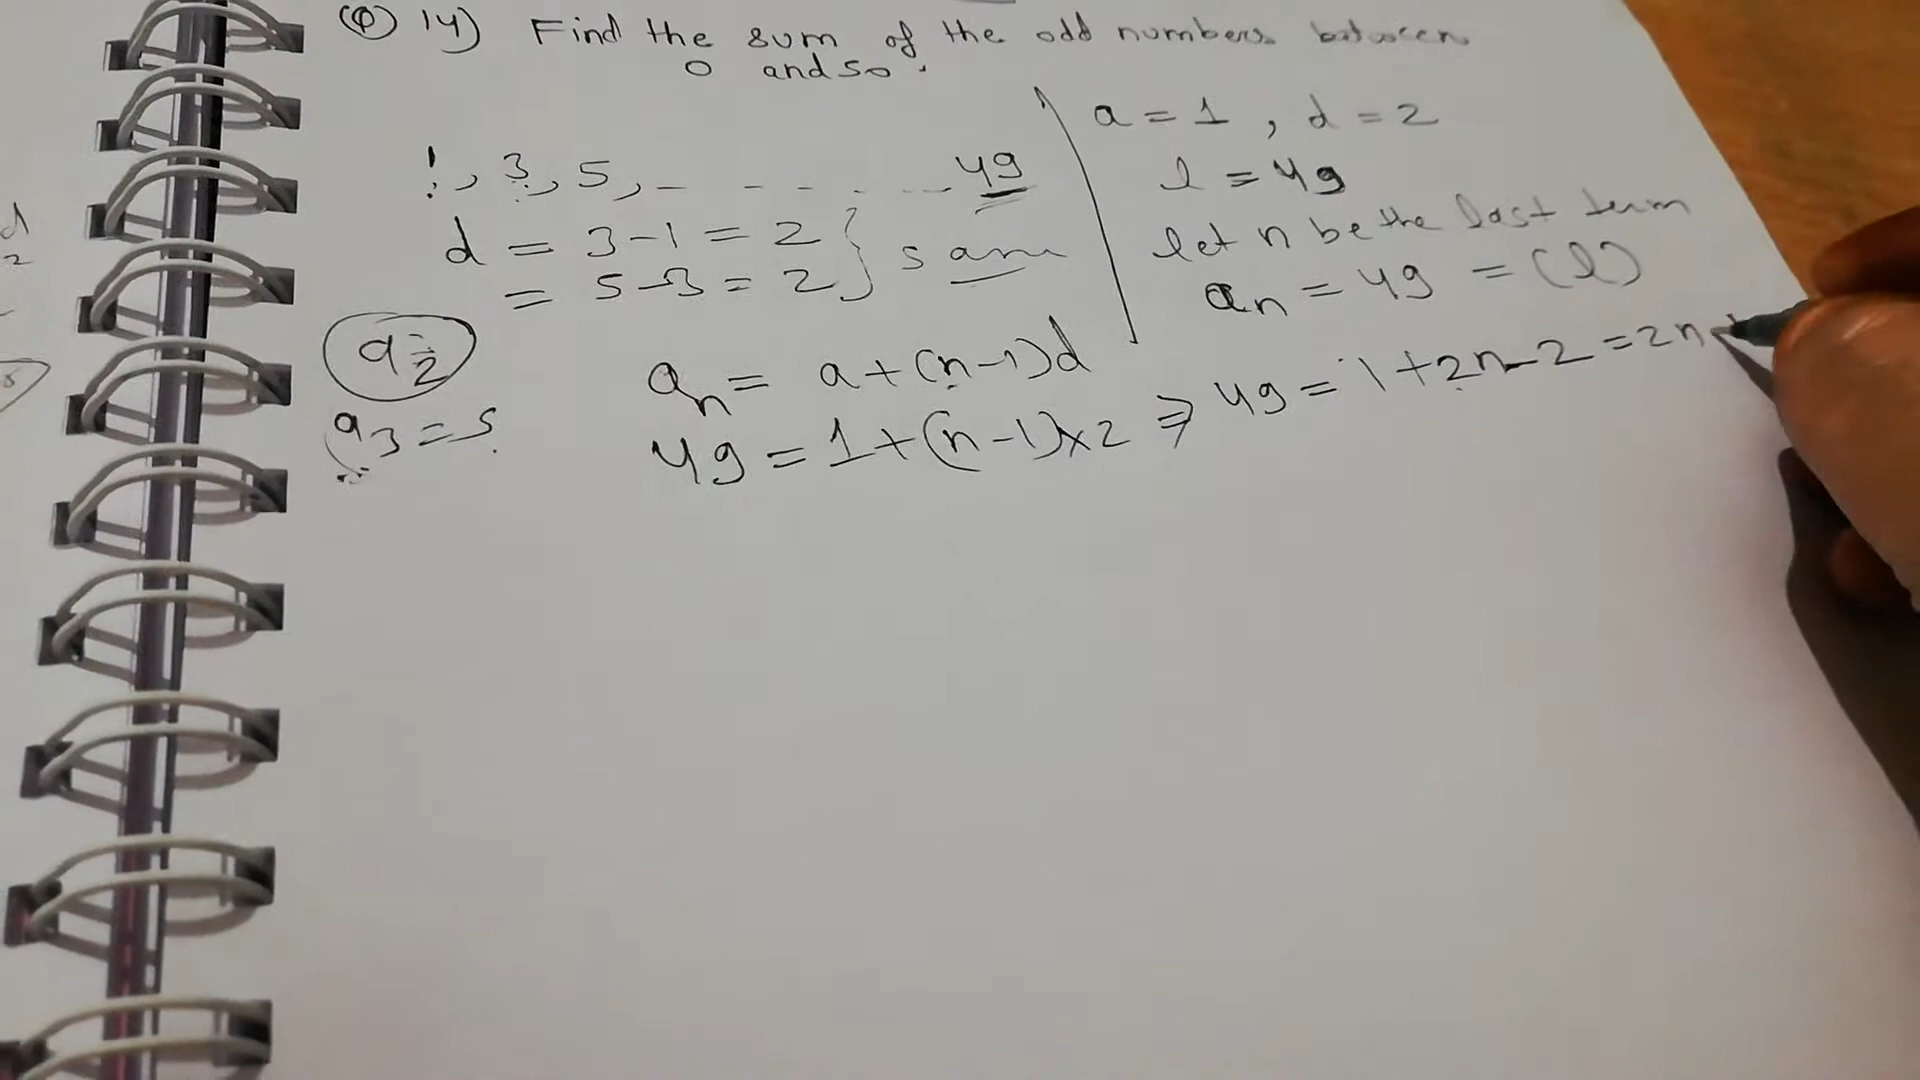 (Q) 14) Find the sum of the odd numbers between
0 and 50.
1, 3, 5, - - - - . . - 49
d = 3-1 = 2 } same
= 5-3 = 2
a = 1 , d = 2
l = 49
let n be the last term
an = 49 = (l)
a3 = 5
an = a+(n-1)d
49 = 1+(n-1)×2 ⇒ 49 = 1+2n-2 = 2n